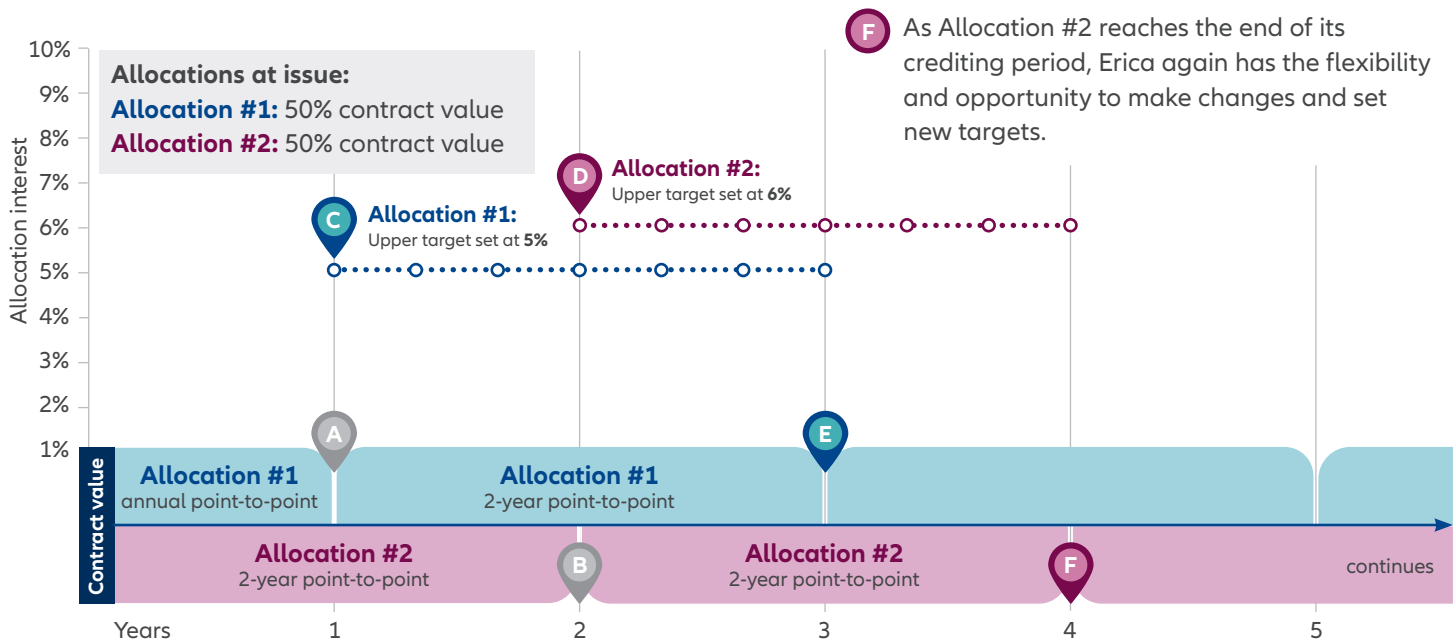 F
As Allocation #2 reaches the end of its
crediting period, Erica again has the flexibility
and opportunity to make changes and set
new targets.
Allocation interest
10%
9%
8%
7%
6%
5%
4%
3%
2%
1%
Allocations at issue:
Allocation #1: 50% contract value
Allocation #2: 50% contract value
D
Allocation #2:
Upper target set at 6%
C
Allocation #1:
Upper target set at 5%
A
E
Contract value
Allocation #1
annual point-to-point
Allocation #1
2-year point-to-point
Allocation #2
2-year point-to-point
B
Allocation #2
2-year point-to-point
F
continues
Years 1 2 3 4 5